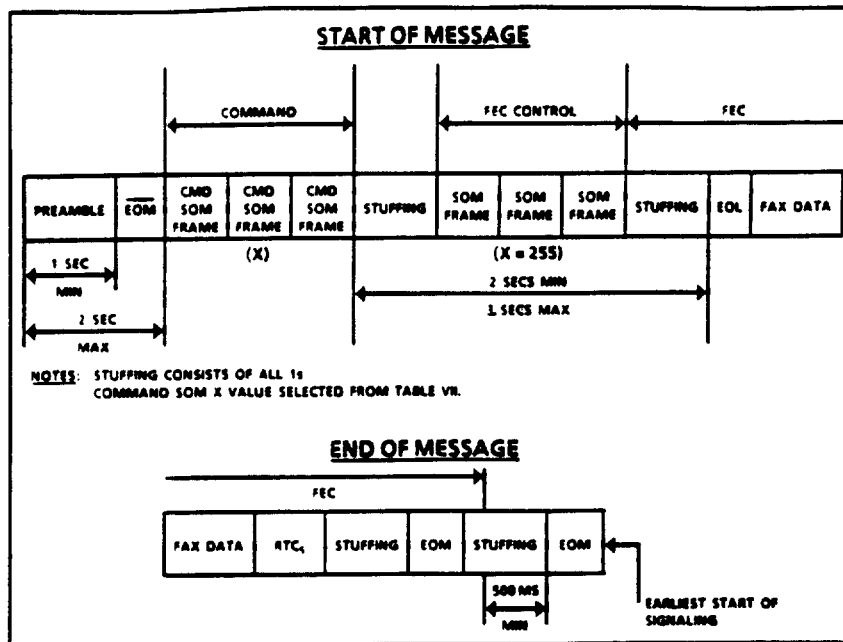 START OF MESSAGE
COMMAND
FEC CONTROL
FEC
PREAMBLE
EOM
CMD SOM FRAME
CMD SOM FRAME
CMD SOM FRAME
STUFFING
SOM FRAME
SOM FRAME
SOM FRAME
STUFFING
EOL
FAX DATA
(X)
(X = 255)
1 SEC
MIN
2 SECS MIN
3 SECS MAX
2 SEC
MAX
NOTES: STUFFING CONSISTS OF ALL 1s
COMMAND SOM X VALUE SELECTED FROM TABLE VII.
END OF MESSAGE
FEC
FAX DATA
STUFFING
EOM
STUFFING
EOM
500 MS
MIN
EARLIEST START OF
SIGNALING